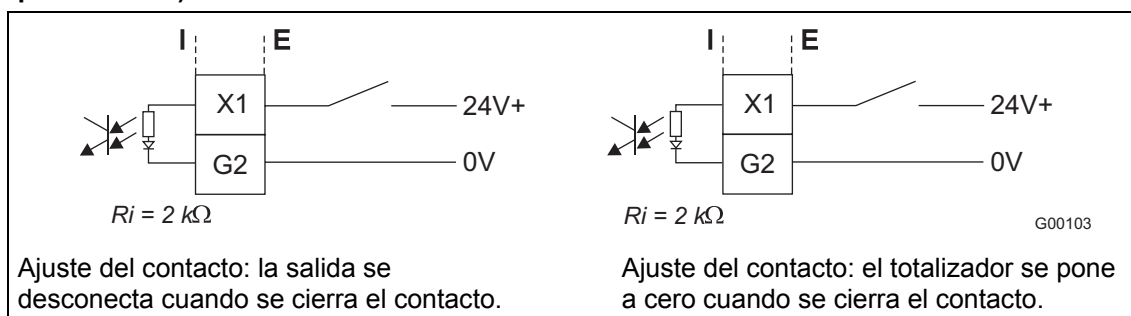 I E
X1
24V+
G2
0V
Ri = 2 kΩ
Ajuste del contacto: la salida se
desconecta cuando se cierra el contacto.
I E
X1
24V+
G2
0V
Ri = 2 kΩ
G00103
Ajuste del contacto: el totalizador se pone
a cero cuando se cierra el contacto.